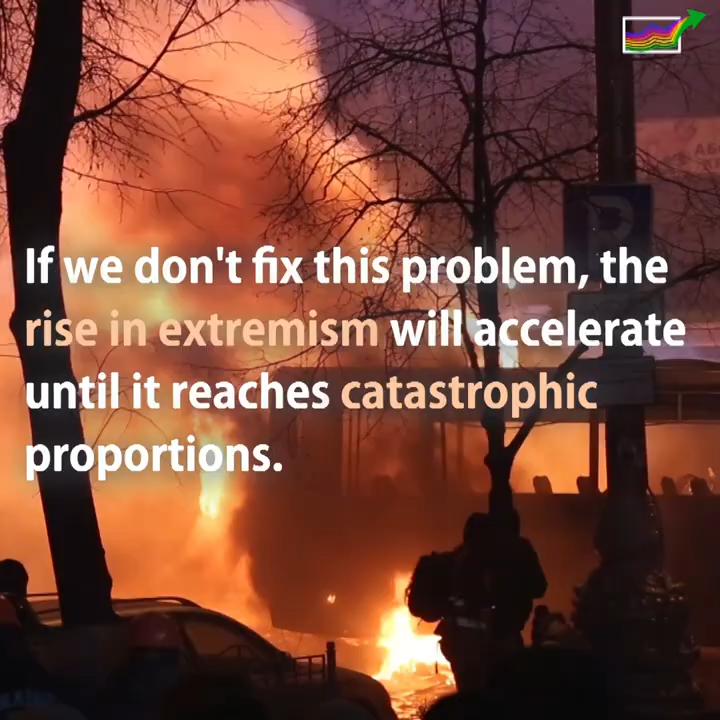 If we don't fix this problem, the
rise in extremism will accelerate
until it reaches catastrophic
proportions.